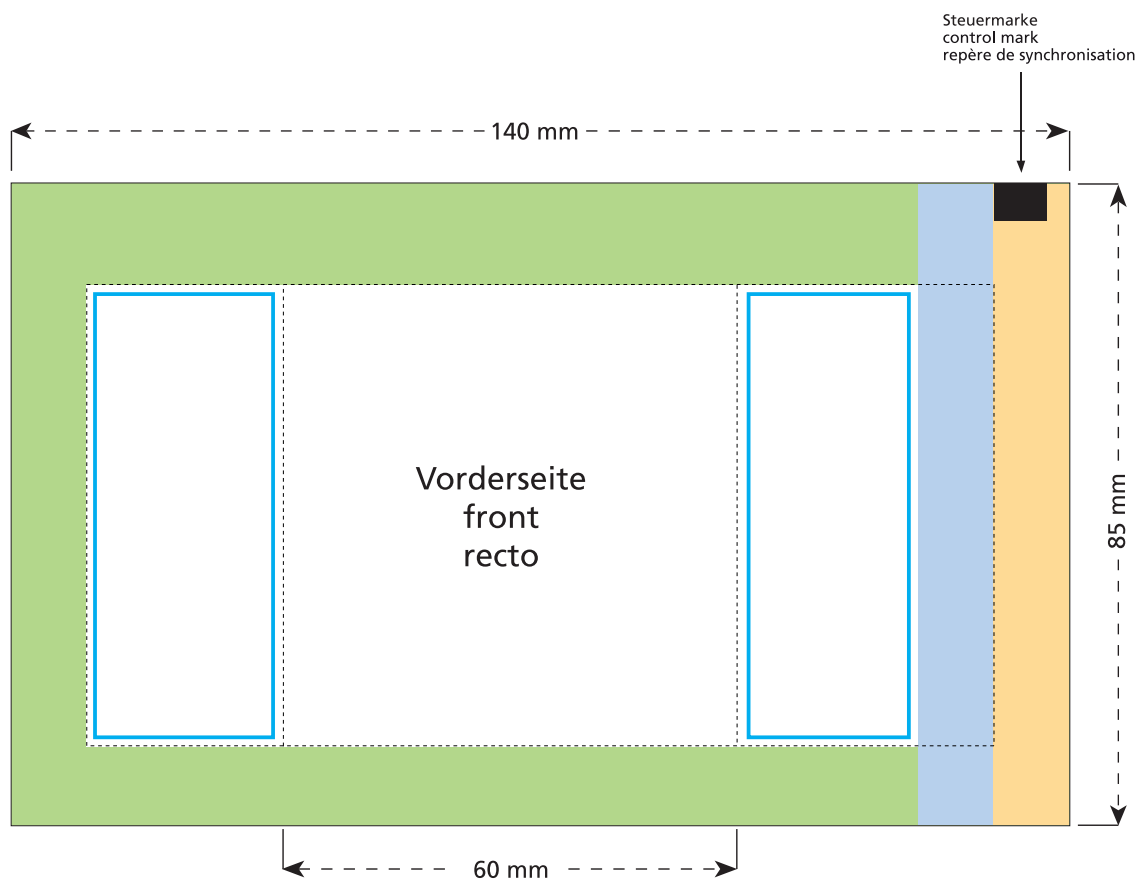 Steuermarke
control mark
repère de synchronisation
140 mm
Vorderseite
front
recto
85 mm
60 mm